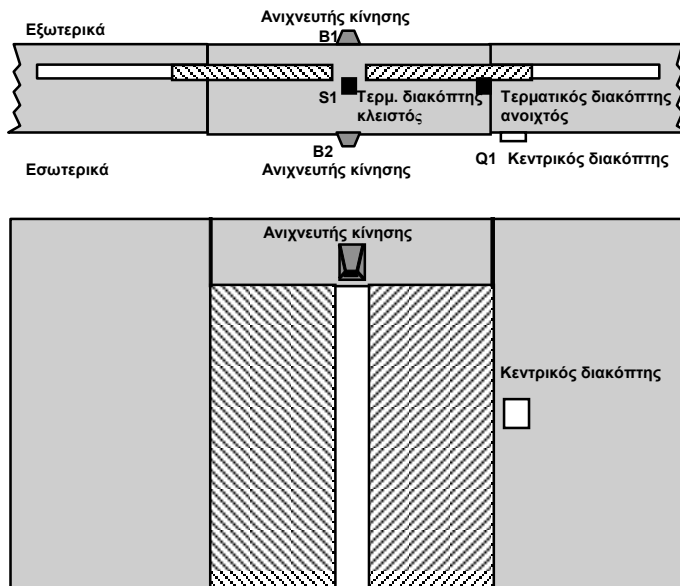 Ανιχνευτής κίνησης
Εξωτερικά B1
S1 Τερμ. διακόπτης Τερματικός διακόπτης
κλειστός ανοιχτός
B2 Q1 Κεντρικός διακόπτης
Εσωτερικά Ανιχνευτής κίνησης
Ανιχνευτής κίνησης
Κεντρικός διακόπτης